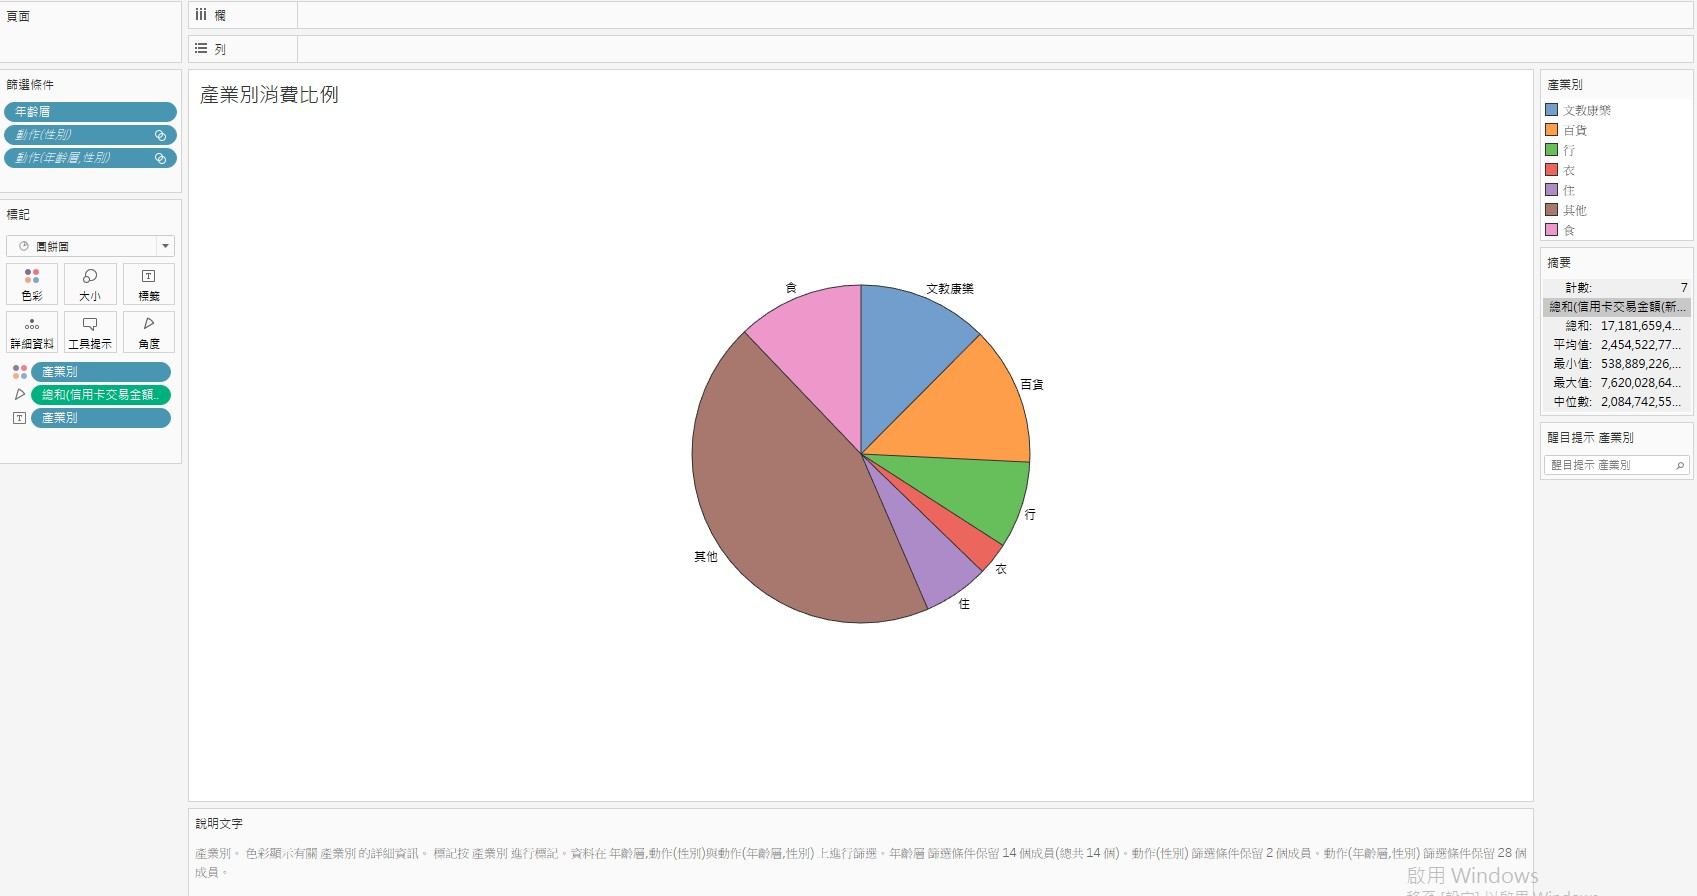 頁面
欄
列
篩選條件
年齡層
動作(性別)
動作(年齡層,性別)
標記
圓餅圖
色彩
大小
標籤
詳細資料
工具提示
角度
產業別
總和(信用卡交易金額..
產業別
產業別消費比例
食
文教康樂
百貨
行
衣
住
其他
產業別
文教康樂
百貨
行
衣
住
其他
食
摘要
計數: 7
總和(信用卡交易金額(新...
總和: 17,181,659,4...
平均值: 2,454,522,77...
最小值: 538,889,226,...
最大值: 7,620,028,64...
中位數: 2,084,742,55...
醒目提示 產業別
醒目提示 產業別
說明文字
產業別。 色彩顯示有關 產業別 的詳細資訊。 標記按 產業別 進行標記。資料在 年齡層,動作(性別)與動作(年齡層,性別) 上進行篩選。年齡層 篩選條件保留 14 個成員(總共 14 個)。動作(性別) 篩選條件保留 2 個成員。動作(年齡層,性別) 篩選條件保留 28 個
成員。
啟用 Windows
移至 [設定] 以啟用 Windows。